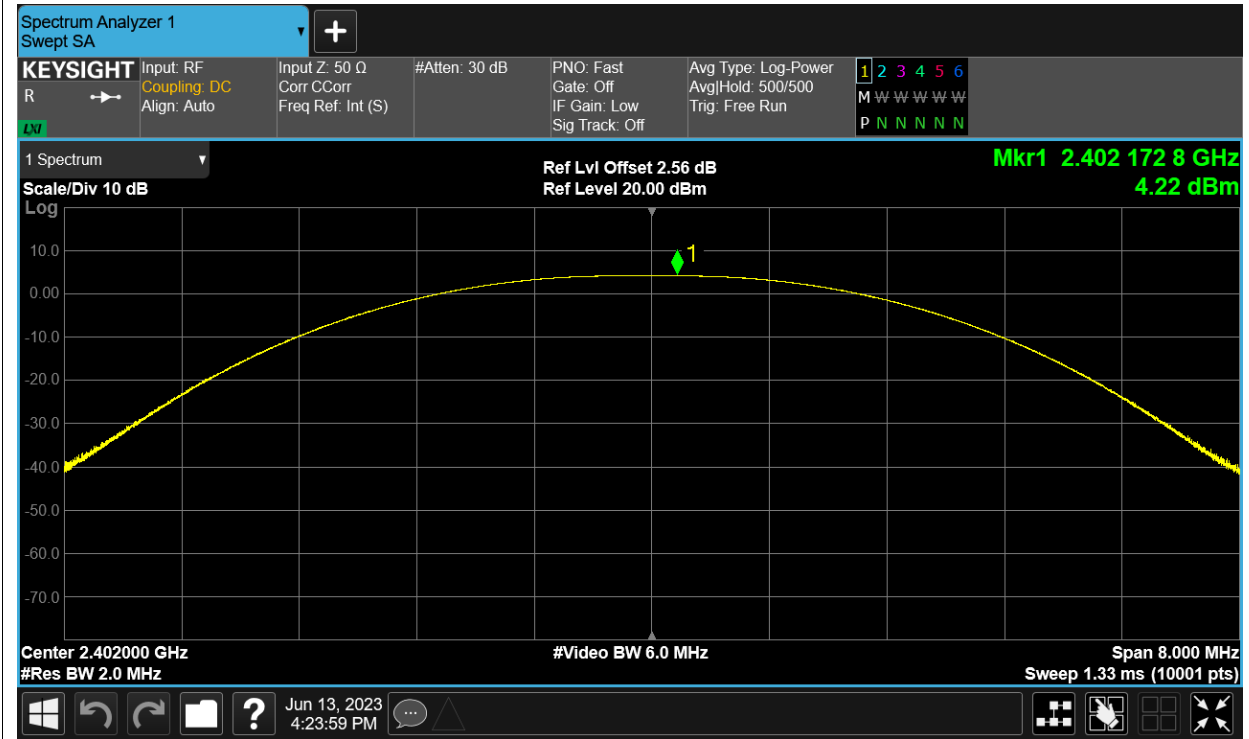 Spectrum Analyzer 1
Swept SA
KEYSIGHT
R
LXI
Input: RF
Coupling: DC
Align: Auto
Input Z: 50 Ω
Corr CCorr
Freq Ref: Int (S)
#Atten: 30 dB
PNO: Fast
Gate: Off
IF Gain: Low
Sig Track: Off
Avg Type: Log-Power
Avg|Hold: 500/500
Trig: Free Run
1 2 3 4 5 6
M W W W W W
P N N N N N
1 Spectrum
Scale/Div 10 dB
Ref Lvl Offset 2.56 dB
Ref Level 20.00 dBm
Mkr1 2.402 172 8 GHz
4.22 dBm
Log
1
10.0
0.00
-10.0
-20.0
-30.0
-40.0
-50.0
-60.0
-70.0
Center 2.402000 GHz
#Video BW 6.0 MHz
Span 8.000 MHz
#Res BW 2.0 MHz
Sweep 1.33 ms (10001 pts)
?
Jun 13, 2023
4:23:59 PM